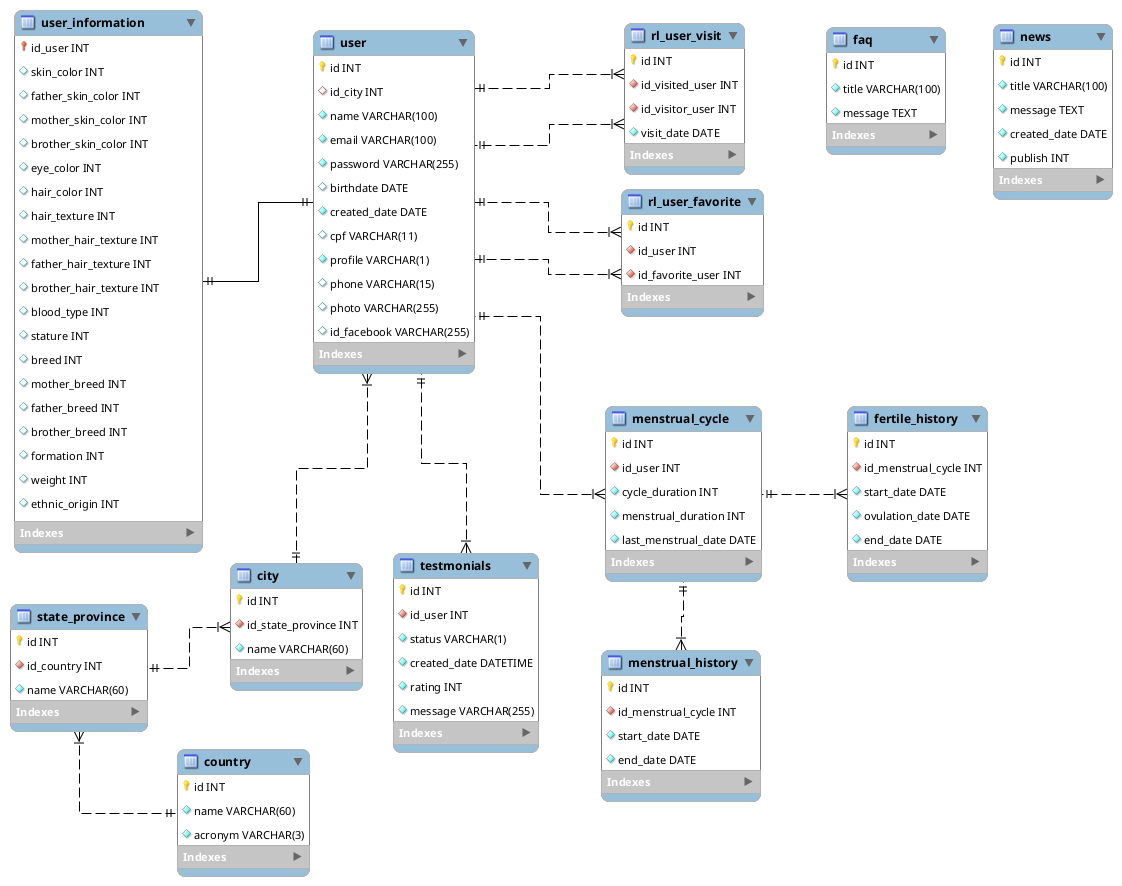 user_information
id_user INT
skin_color INT
father_skin_color INT
mother_skin_color INT
brother_skin_color INT
eye_color INT
hair_color INT
hair_texture INT
mother_hair_texture INT
father_hair_texture INT
brother_hair_texture INT
blood_type INT
stature INT
breed INT
mother_breed INT
father_breed INT
brother_breed INT
formation INT
weight INT
ethnic_origin INT
Indexes
user
id INT
id_city INT
name VARCHAR(100)
email VARCHAR(100)
password VARCHAR(255)
birthdate DATE
created_date DATE
cpf VARCHAR(11)
profile VARCHAR(1)
phone VARCHAR(15)
photo VARCHAR(255)
id_facebook VARCHAR(255)
Indexes
rl_user_visit
id INT
id_visited_user INT
id_visitor_user INT
visit_date DATE
Indexes
faq
id INT
title VARCHAR(100)
message TEXT
Indexes
news
id INT
title VARCHAR(100)
message TEXT
created_date DATE
publish INT
Indexes
rl_user_favorite
id INT
id_user INT
id_favorite_user INT
Indexes
menstrual_cycle
id INT
id_user INT
cycle_duration INT
menstrual_duration INT
last_menstrual_date DATE
Indexes
fertile_history
id INT
id_menstrual_cycle INT
start_date DATE
ovulation_date DATE
end_date DATE
Indexes
city
id INT
id_state_province INT
name VARCHAR(60)
Indexes
testmonials
id INT
id_user INT
status VARCHAR(1)
created_date DATETIME
rating INT
message VARCHAR(255)
Indexes
state_province
id INT
id_country INT
name VARCHAR(60)
Indexes
menstrual_history
id INT
id_menstrual_cycle INT
start_date DATE
end_date DATE
Indexes
country
id INT
name VARCHAR(60)
acronym VARCHAR(3)
Indexes